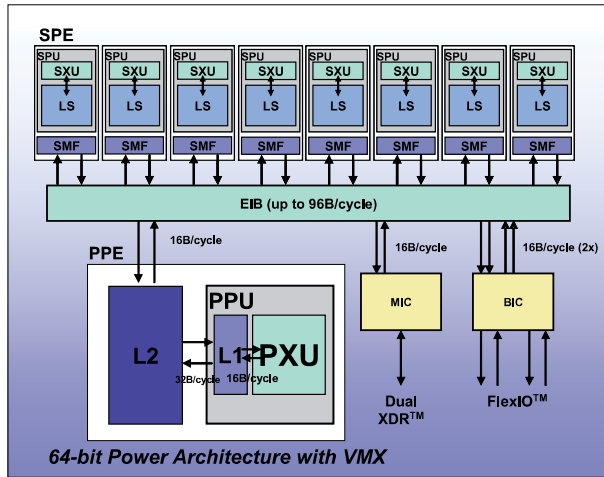 SPE
SPU SPU SPU SPU SPU SPU SPU SPU
SXU SXU SXU SXU SXU SXU SXU SXU
LS LS LS LS LS LS LS LS
SMF SMF SMF SMF SMF SMF SMF SMF
EIB (up to 96B/cycle)
16B/cycle 16B/cycle 16B/cycle (2x)
PPE
PPU
MIC BIC
L2 L1 PXU
32B/cycle 16B/cycle
Dual
XDR™
FlexIO™
64-bit Power Architecture with VMX